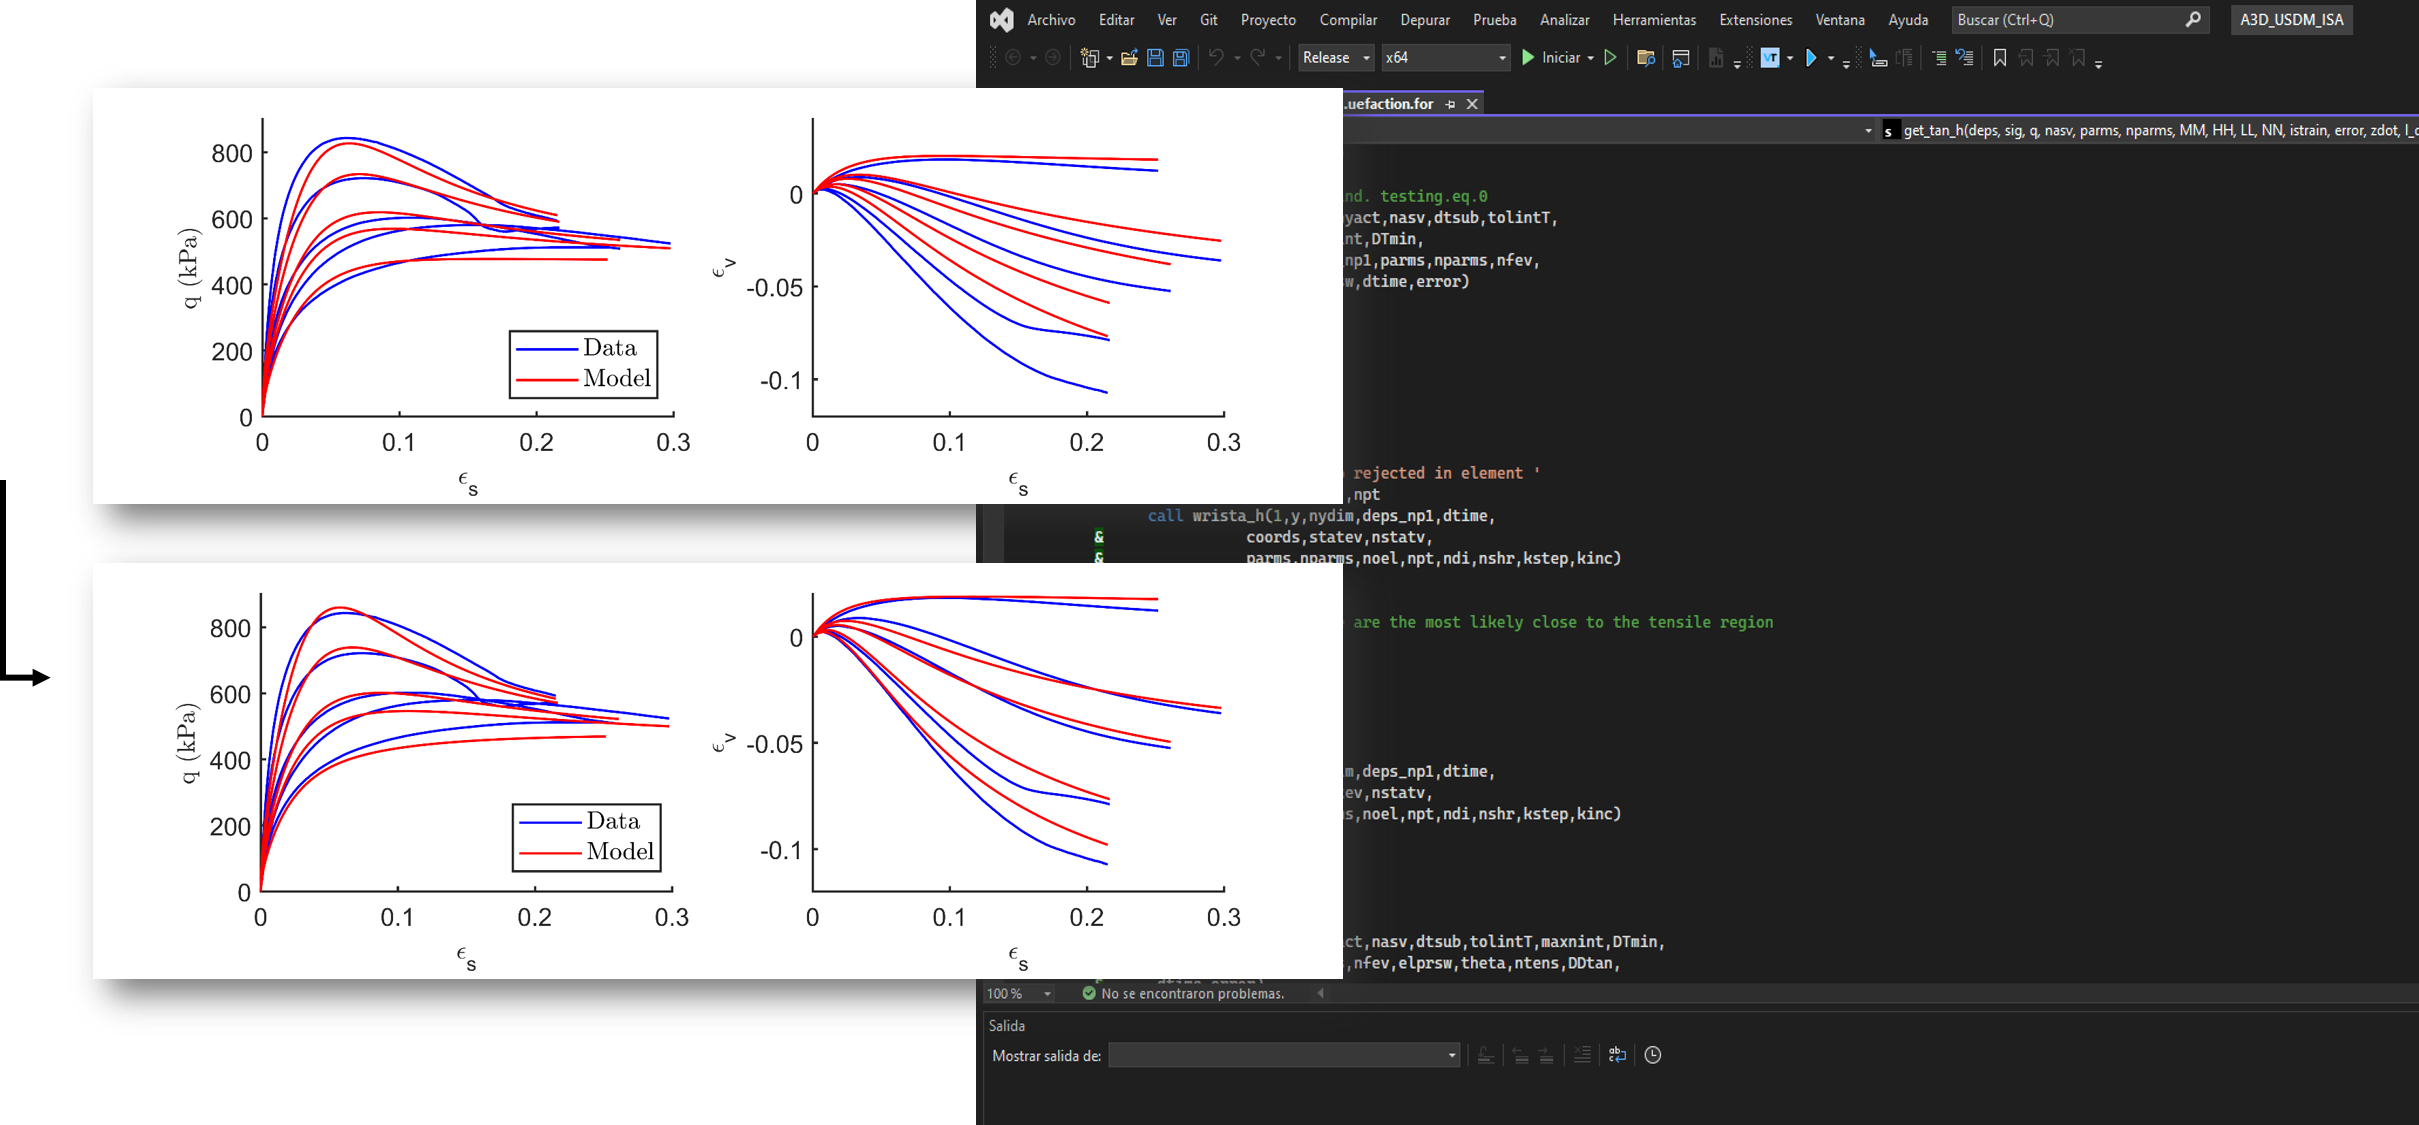 Archivo Editar Ver Git Proyecto Compilar Depurar Prueba Analizar Herramientas Extensiones Ventana Ayuda Buscar (Ctrl+Q) A3D_USDM_ISA
Release x64 Iniciar
.uefaction.for
get_tan_h(deps, sig, q, nasv, parms, nparms, MM, HH, LL, NN, istrain, error, zdot,
nd. testing.eq.0
yact,nasv,dtsub,tolintT,
nt,DTmin,
np1,parms,nparms,nfev,
w,dtime,error)
rejected in element '
,npt
call wrista_h(1,y,nydim,deps_np1,dtime,
& coords,statev,nstatv,
& parms,nparms,noel,npt,ndi,nshr,kstep,kinc)
are the most likely close to the tensile region
m,deps_np1,dtime,
ev,nstatv,
s,noel,npt,ndi,nshr,kstep,kinc)
ct,nasv,dtsub,tolintT,maxnint,DTmin,
,nfev,elprsw,theta,ntens,DDtan,
100 % No se encontraron problemas.
Salida
Mostrar salida de:
q (kPa)
800
600
400
200
0
0 0.1 0.2 0.3
ϵs
Data
Model
ϵv
0
-0.05
-0.1
0 0.1 0.2 0.3
ϵs
q (kPa)
800
600
400
200
0
0 0.1 0.2 0.3
ϵs
Data
Model
ϵv
0
-0.05
-0.1
0 0.1 0.2 0.3
ϵs